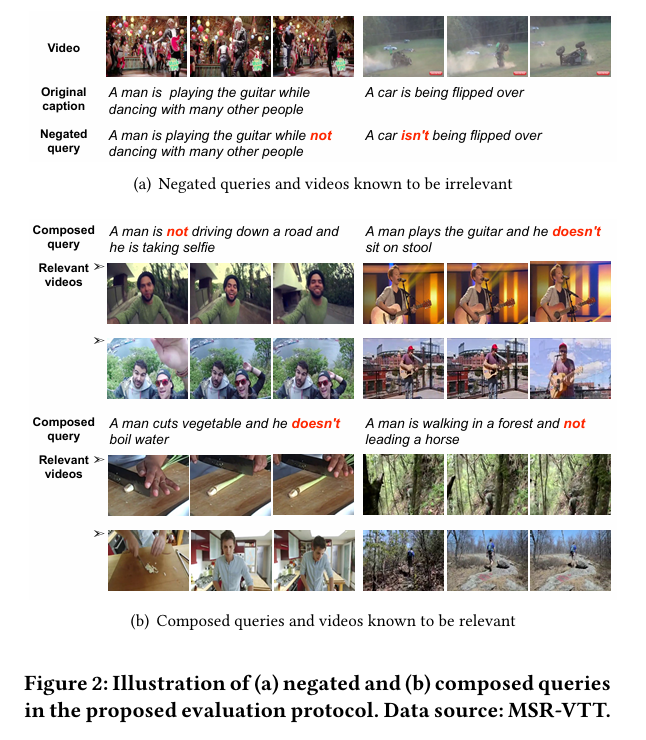 Video
Original
caption
A man is playing the guitar while
dancing with many other people
A car is being flipped over
Negated
query
A man is playing the guitar while not
dancing with many other people
A car isn't being flipped over
(a) Negated queries and videos known to be irrelevant
Composed
query
A man is not driving down a road and
he is taking selfie
A man plays the guitar and he doesn't
sit on stool
Relevant
videos
Composed
query
A man cuts vegetable and he doesn't
boil water
A man is walking in a forest and not
leading a horse
Relevant
videos
(b) Composed queries and videos known to be relevant
Figure 2: Illustration of (a) negated and (b) composed queries
in the proposed evaluation protocol. Data source: MSR-VTT.